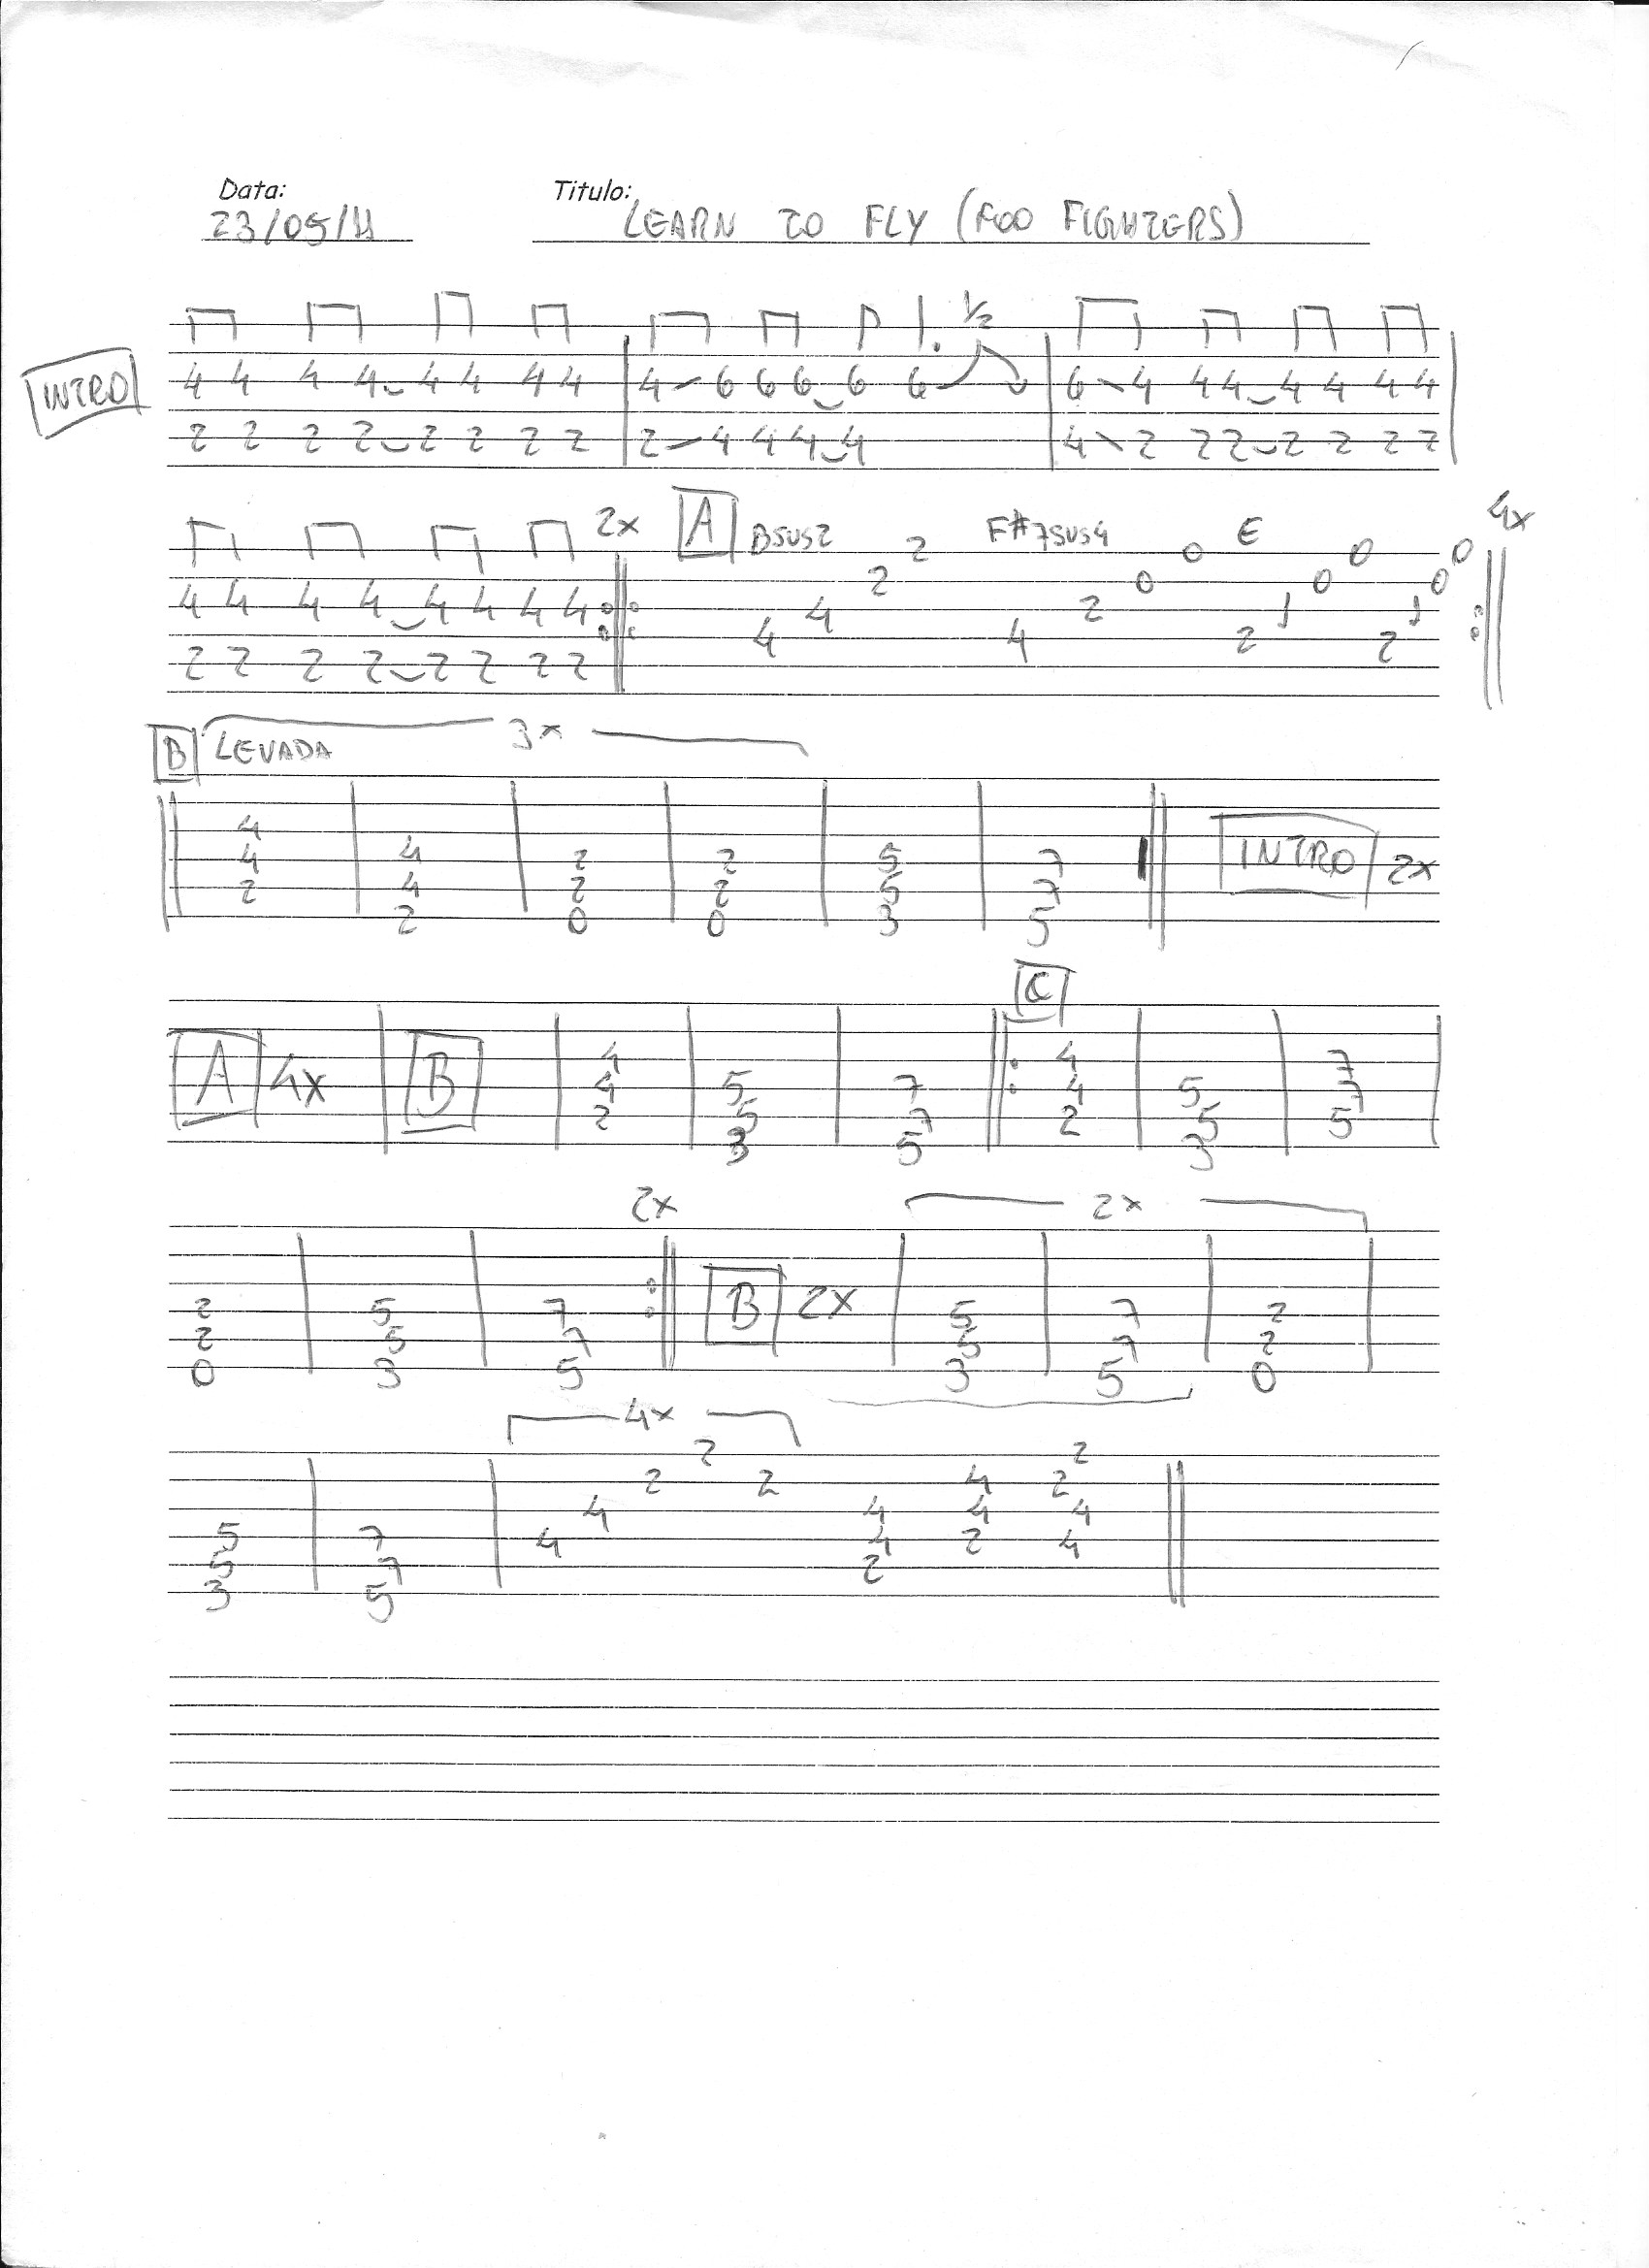 Data: Titulo:
23/05/11 LEARN TO FLY (FOO FIGHTERS)
1/2
INTRO 4 4 4 4 4 4 4 4 4 6 6 6 6 6 6 4 4 4 4 4 4 4
2 2 2 2 2 2 2 2 2 4 4 4 4 4 2 2 2 2 2 2 2
2x A Bsus2 2 F#7sus4 0 E 0 0 4x
2 0 0 0
4 4 4 4 4 4 4 4 4 2 1 1
4 4 2 2
2 2 2 2 2 2 2 2
B LEVADA 3x
4
4 4 2 2 5 7 INTRO 2x
2 4 2 2 5 7
2 0 0 3 5
C
4 4 7
A 4x B 4 5 7 4 5 7
2 5 7 2 5 5
3 5 3
2x 2x
2 5 7 B 2x 5 7 2
2 5 7 5 7 2
0 3 5 3 5 0
4x
2 2
2 2 4 2
4 4 4 4
5 7 4 4 2 4
5 7 2
3 5